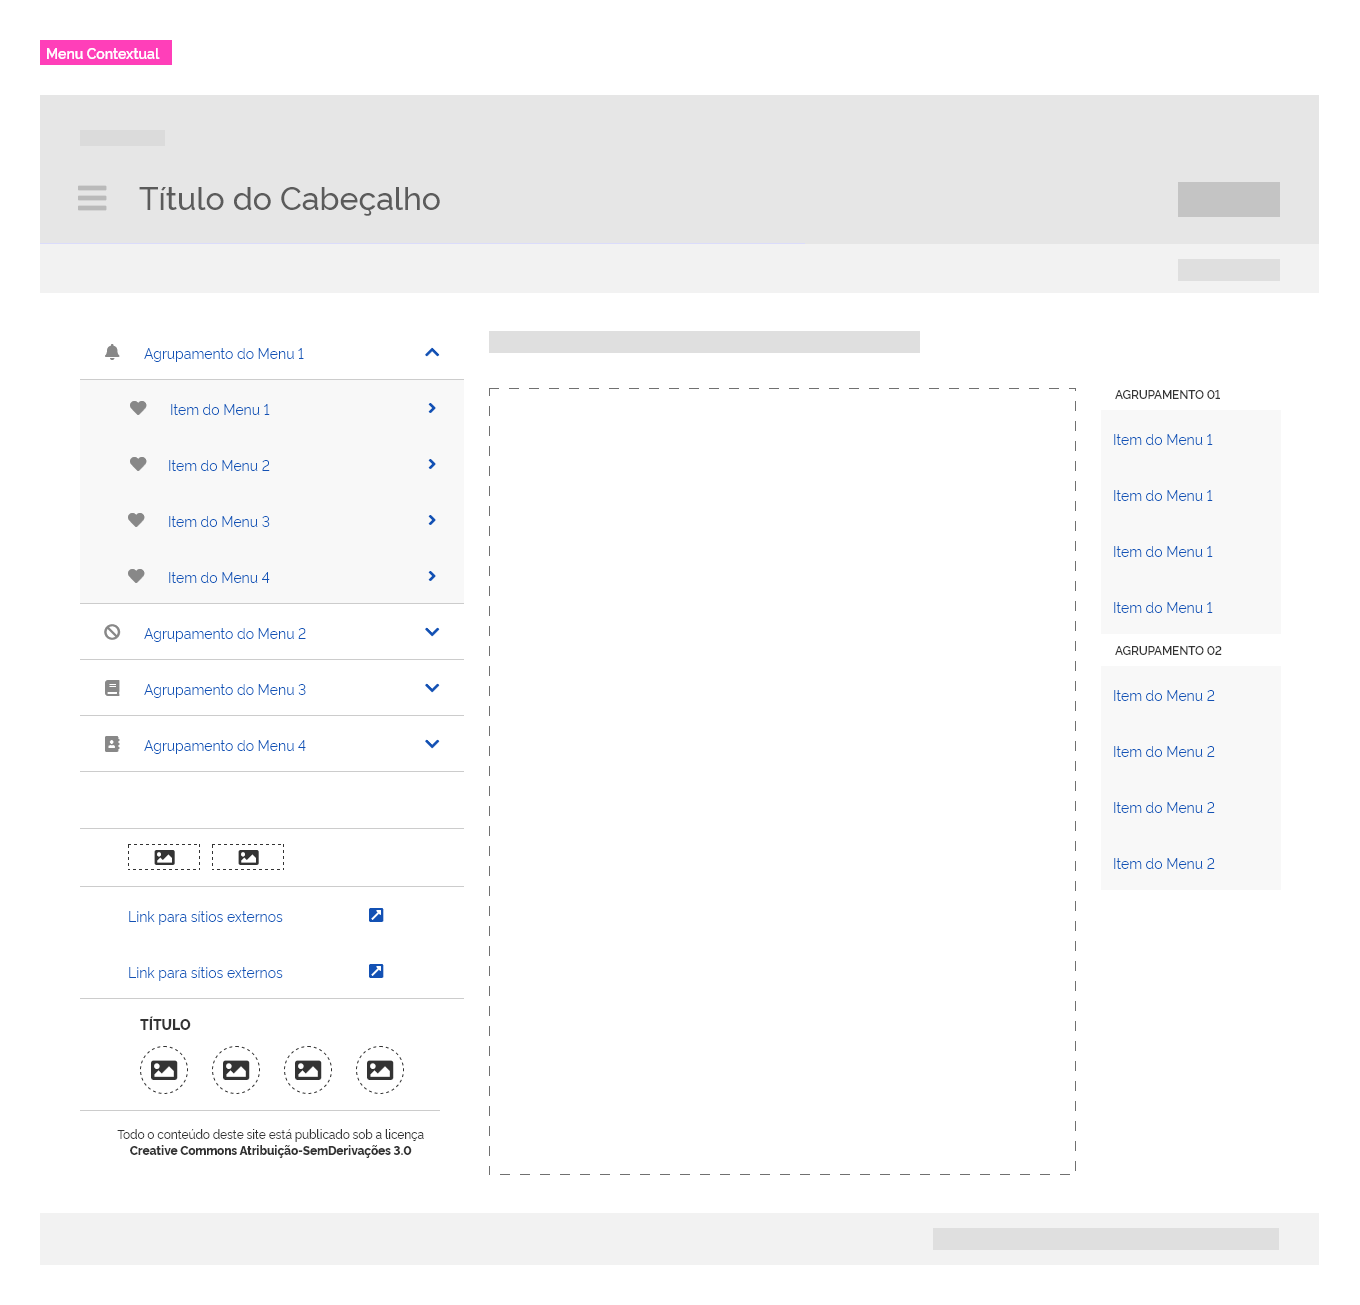 Menu Contextual
Título do Cabeçalho
Agrupamento do Menu 1
Item do Menu 1
Item do Menu 2
Item do Menu 3
Item do Menu 4
Agrupamento do Menu 2
Agrupamento do Menu 3
Agrupamento do Menu 4
Link para sítios externos
Link para sítios externos
TÍTULO
Todo o conteúdo deste site está publicado sob a licença
Creative Commons Atribuição-SemDerivações 3.0
AGRUPAMENTO 01
Item do Menu 1
Item do Menu 1
Item do Menu 1
Item do Menu 1
AGRUPAMENTO 02
Item do Menu 2
Item do Menu 2
Item do Menu 2
Item do Menu 2